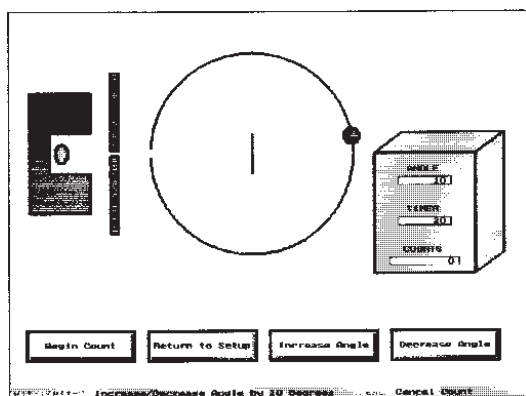 ANGLE
10
TIMER
20
COUNTS
0
Begin Count
Return to Setup
Increase Angle
Decrease Angle
Increase/Decrease Angle by 10 Degrees
Cancel Count